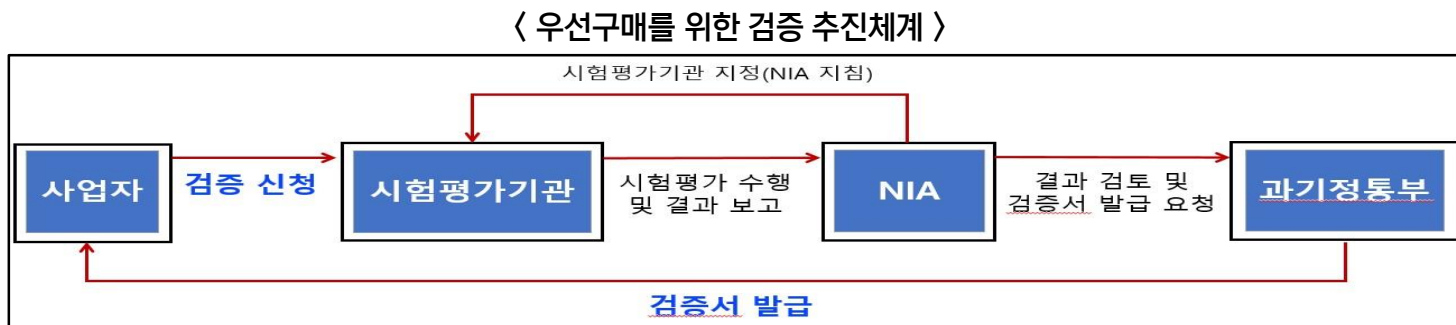 < 우선구매를 위한 검증 추진체계 >
시험평가기관 지정(NIA 지침)
사업자
검증 신청
시험평가기관
시험평가 수행
및 결과 보고
NIA
결과 검토 및
검증서 발급 요청
과기정통부
검증서 발급